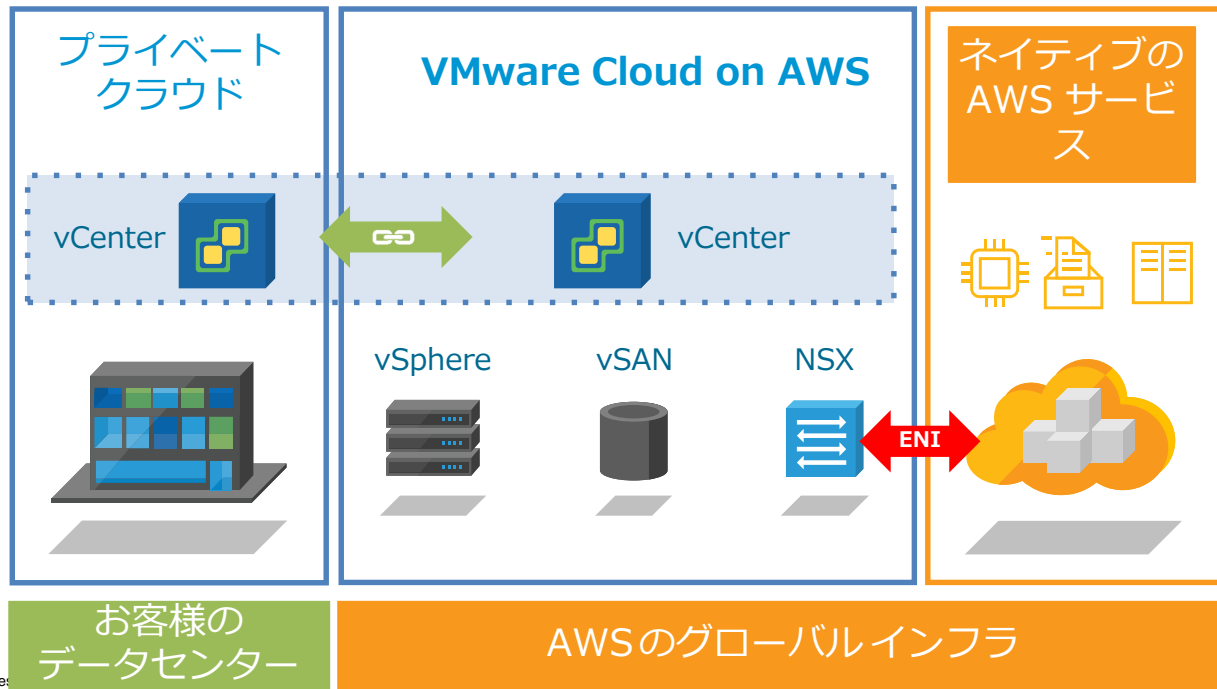 プライベート
クラウド
VMware Cloud on AWS
ネイティブの
AWS サービ
ス
vCenter
vCenter
vSphere
vSAN
NSX
ENI
お客様の
データセンター
AWSのグローバルインフラ